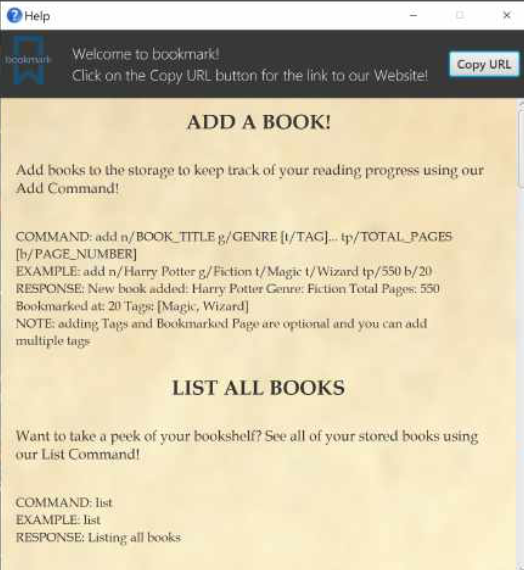 Help
bookmark
Welcome to bookmark!
Click on the Copy URL button for the link to our Website!
Copy URL
ADD A BOOK!
Add books to the storage to keep track of your reading progress using our
Add Command!
COMMAND: add n/BOOK_TITLE g/GENRE [t/TAG]... tp/TOTAL_PAGES
[b/PAGE_NUMBER]
EXAMPLE: add n/Harry Potter g/Fiction t/Magic t/Wizard tp/550 b/20
RESPONSE: New book added: Harry Potter Genre: Fiction Total Pages: 550
Bookmarked at: 20 Tags: [Magic, Wizard]
NOTE: adding Tags and Bookmarked Page are optional and you can add
multiple tags
LIST ALL BOOKS
Want to take a peek of your bookshelf? See all of your stored books using
our List Command!
COMMAND: list
EXAMPLE: list
RESPONSE: Listing all books